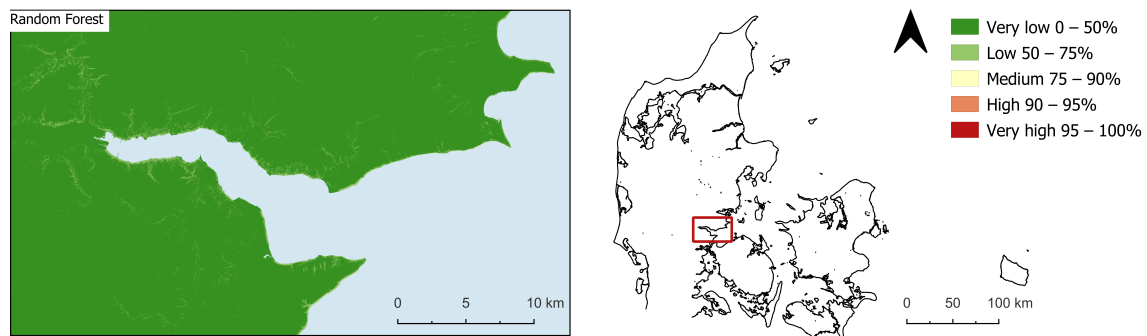 Random Forest
0 5 10 km
0 50 100 km
Very low 0 – 50%
Low 50 – 75%
Medium 75 – 90%
High 90 – 95%
Very high 95 – 100%